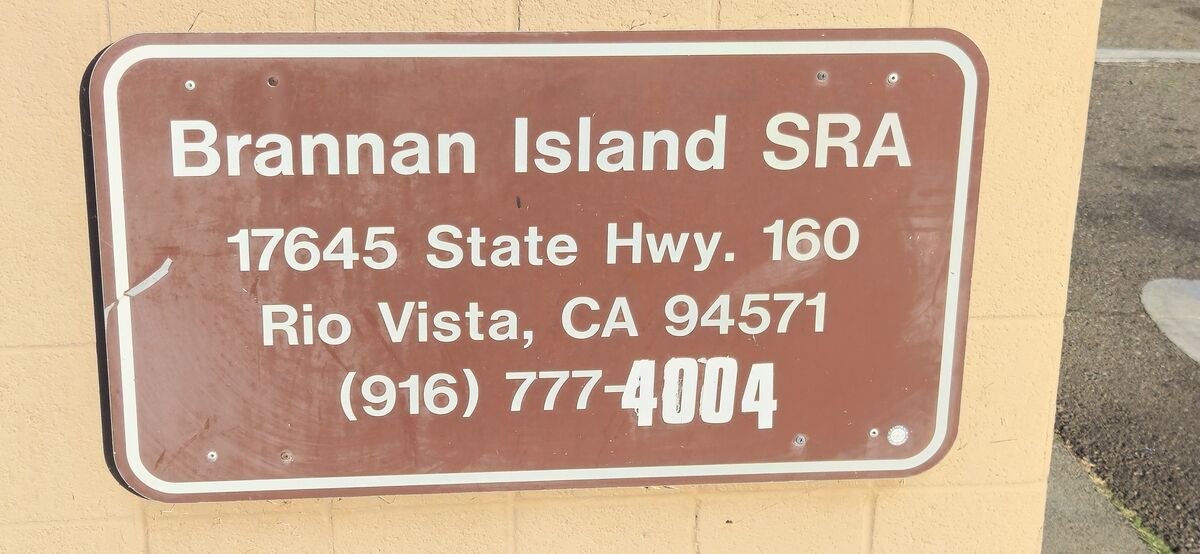 Brannan Island SRA
17645 State Hwy. 160
Rio Vista, CA 94571
(916) 777-4004